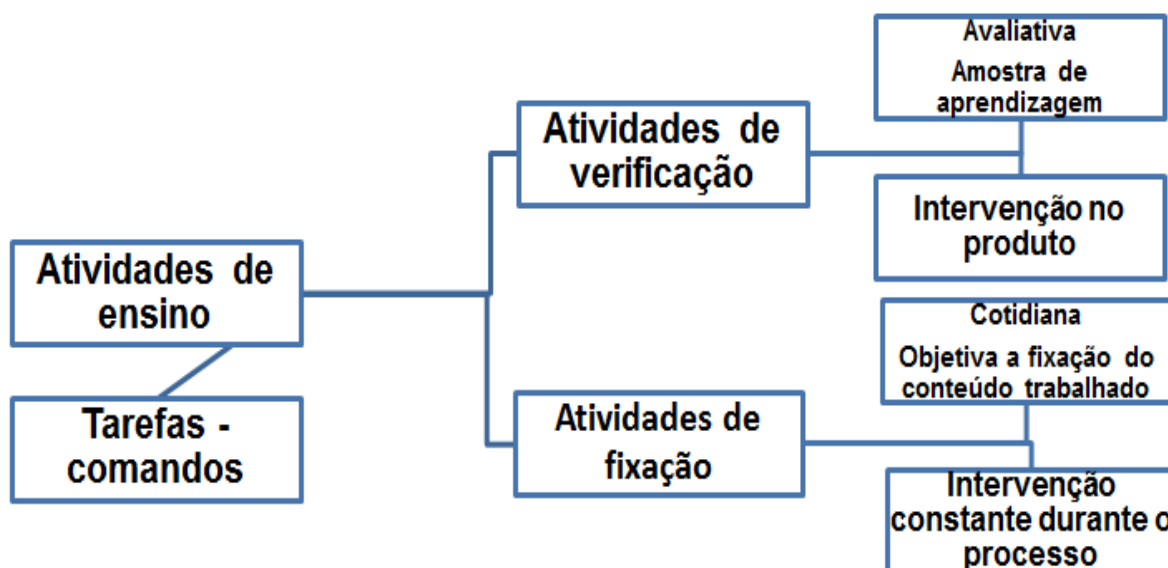 Atividades de
ensino
Tarefas -
comandos
Atividades de
verificação
Avaliativa
Amostra de
aprendizagem
Intervenção no
produto
Atividades de
fixação
Cotidiana
Objetiva a fixação do
conteúdo trabalhado
Intervenção
constante durante o
processo